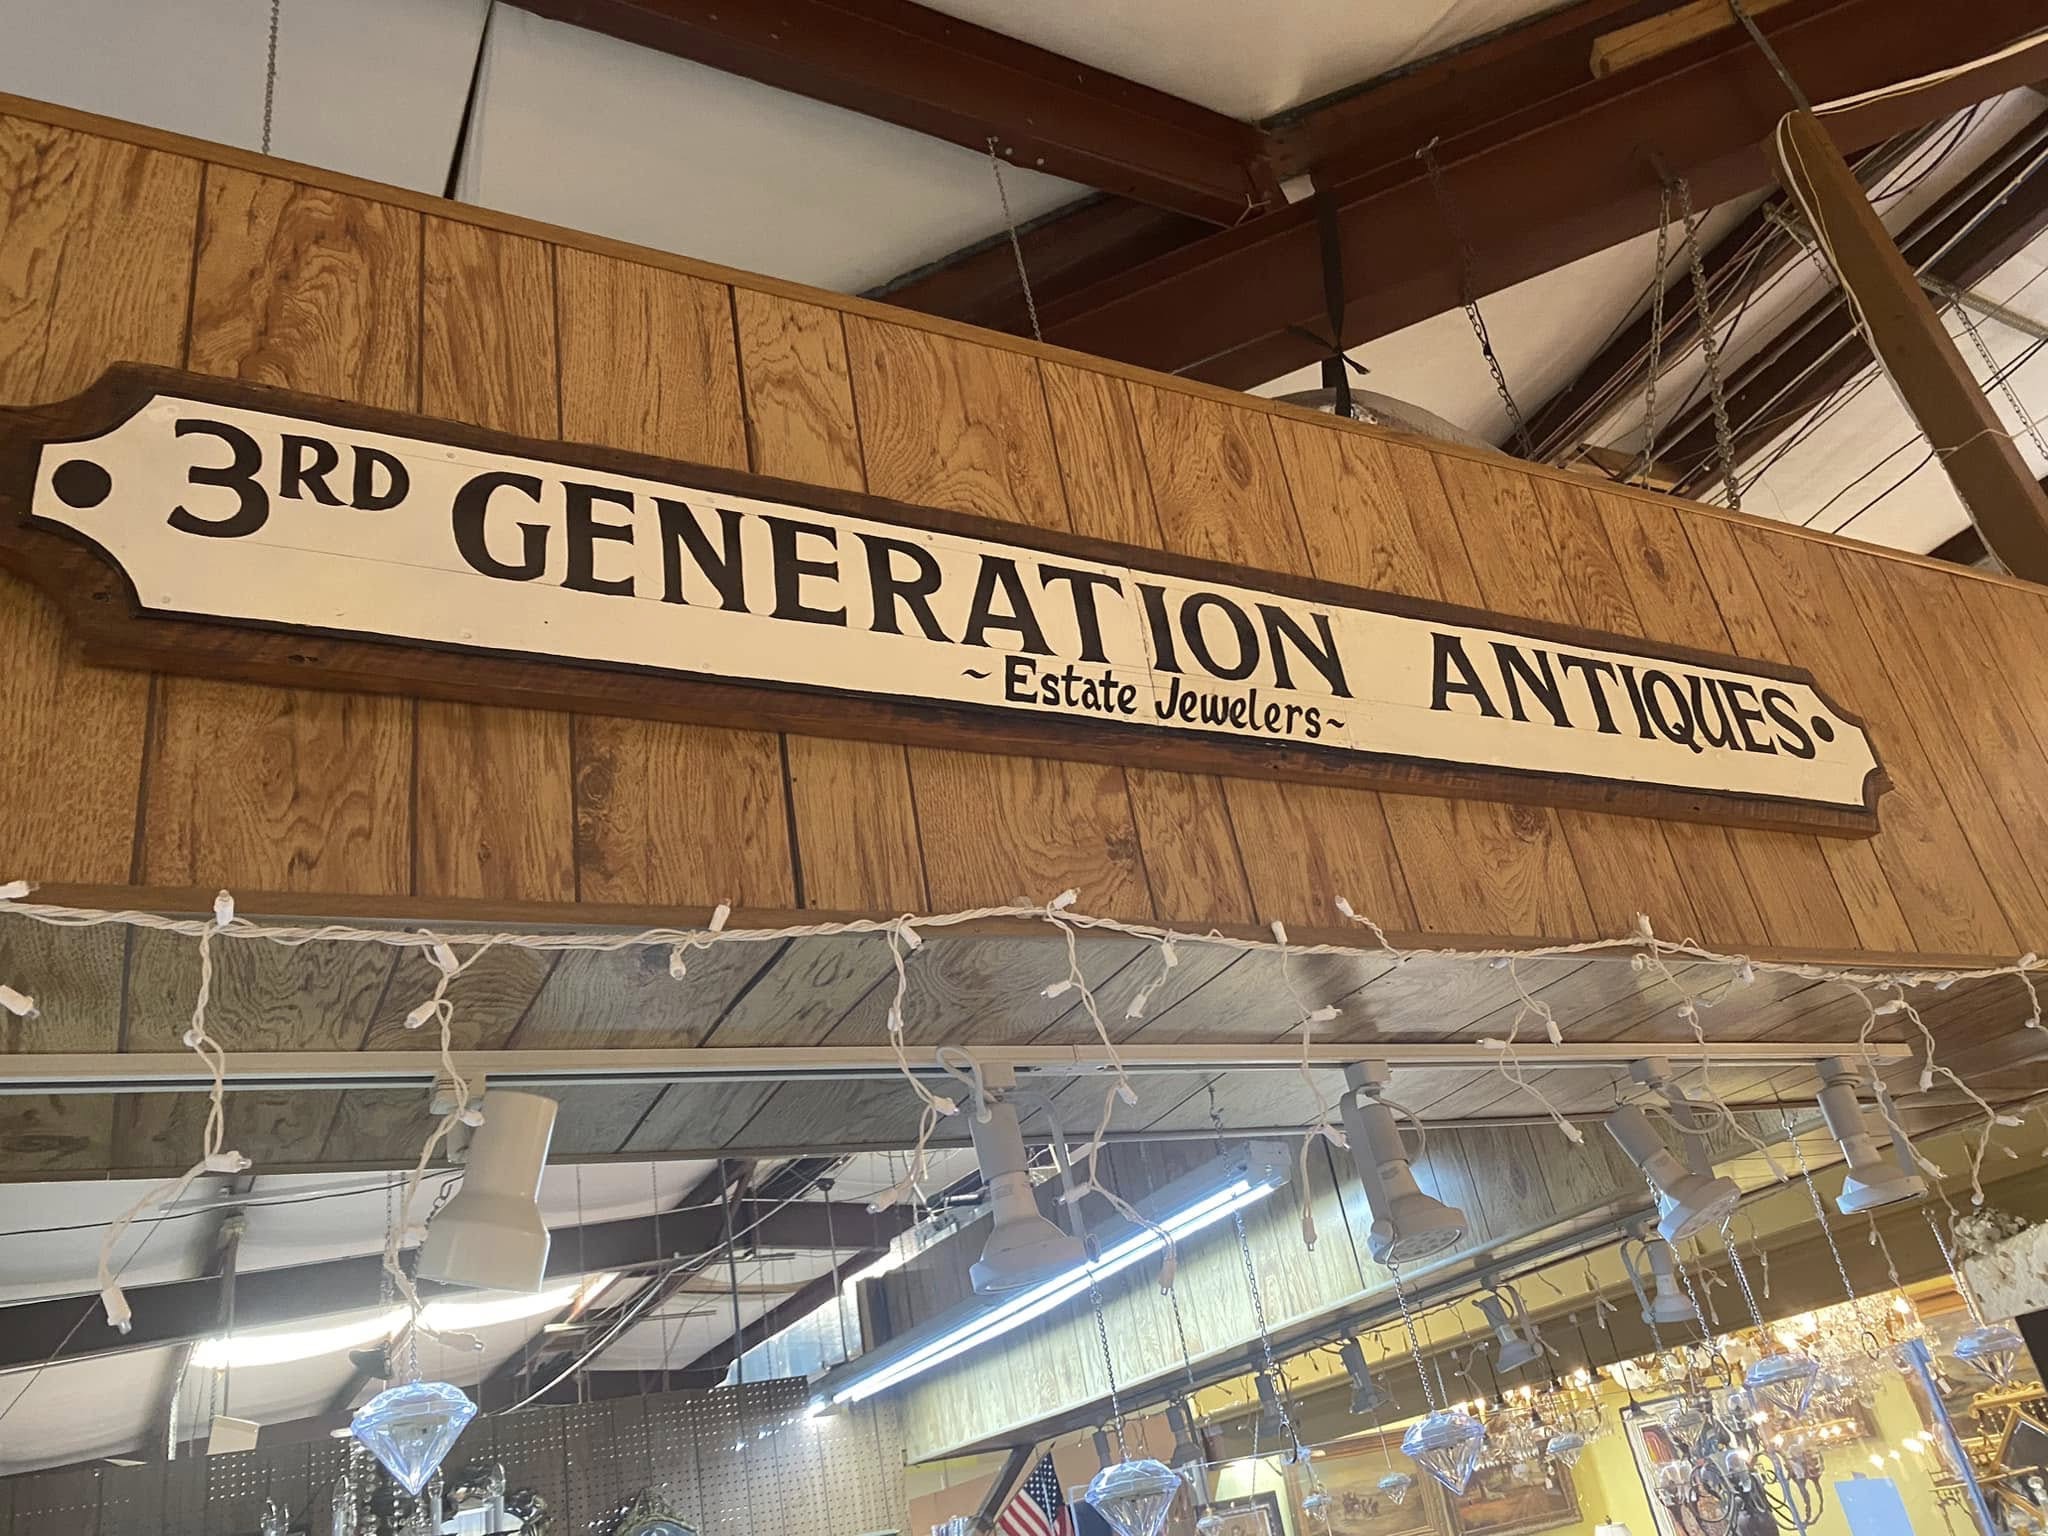 3RD GENERATION ANTIQUES
~Estate Jewelers~